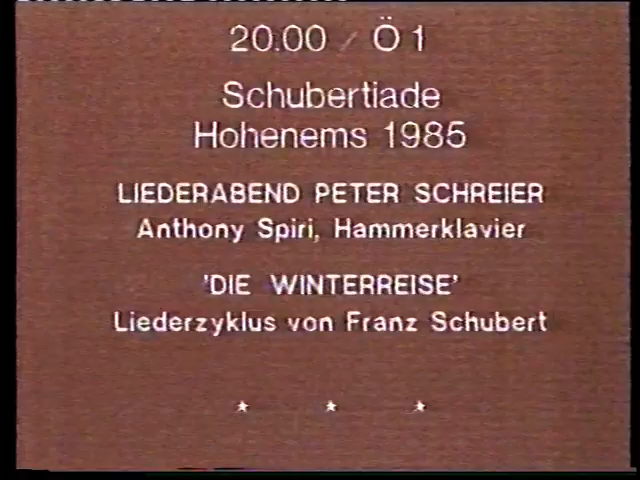 20.00 / Ö 1
Schubertiade
Hohenems 1985
LIEDERABEND PETER SCHREIER
Anthony Spiri, Hammerklavier
'DIE WINTERREISE'
Liederzyklus von Franz Schubert
* * *